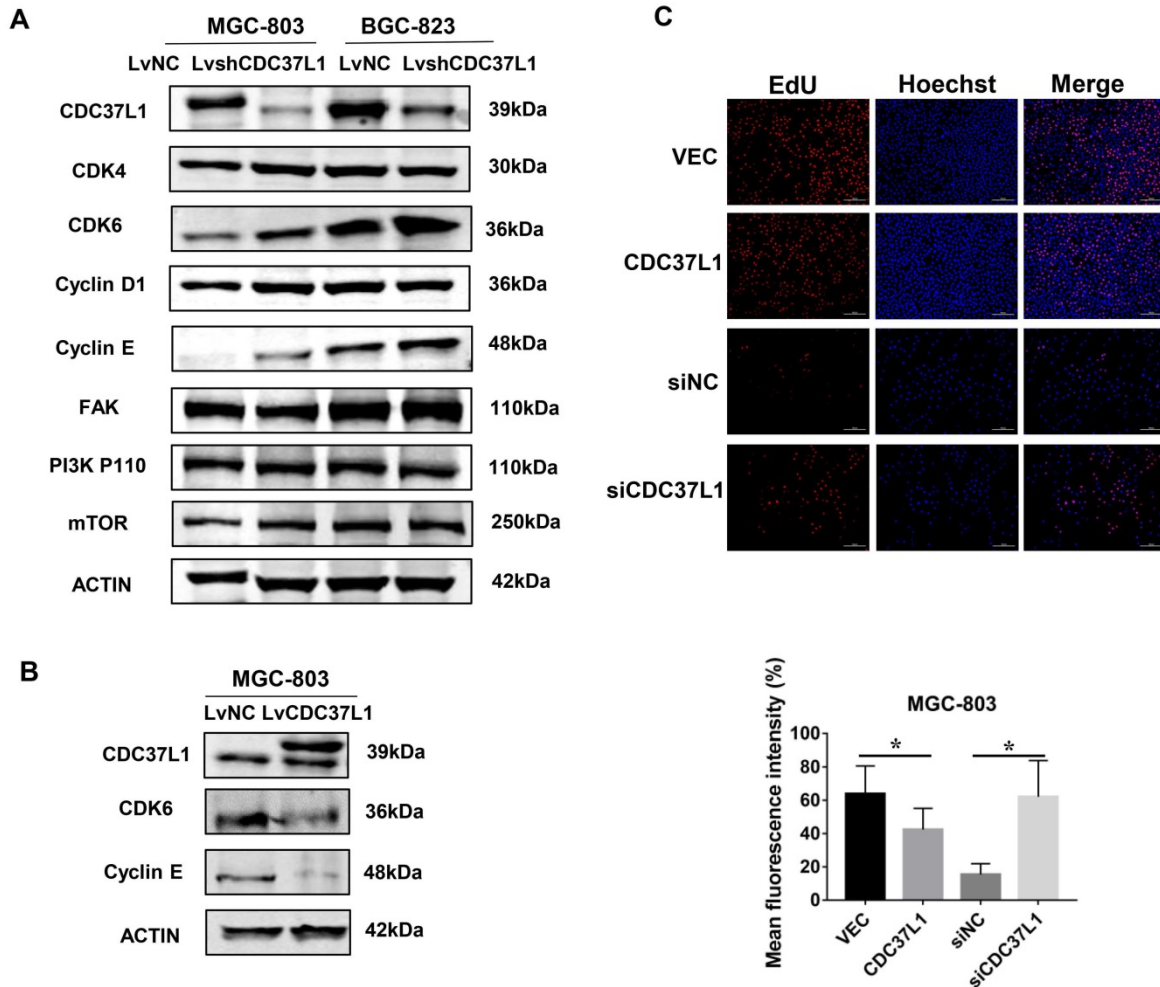 A
MGC-803 BGC-823
LvNC LvshCDC37L1 LvNC LvshCDC37L1
CDC37L1 39kDa
CDK4 30kDa
CDK6 36kDa
Cyclin D1 36kDa
Cyclin E 48kDa
FAK 110kDa
PI3K P110 110kDa
mTOR 250kDa
ACTIN 42kDa
B
MGC-803
LvNC LvCDC37L1
CDC37L1 39kDa
CDK6 36kDa
Cyclin E 48kDa
ACTIN 42kDa
C
EdU Hoechst Merge
VEC
CDC37L1
siNC
siCDC37L1
MGC-803
Mean fluorescence intensity (%)
80
60
40
20
0
* *
VEC
CDC37L1
siNC
siCDC37L1